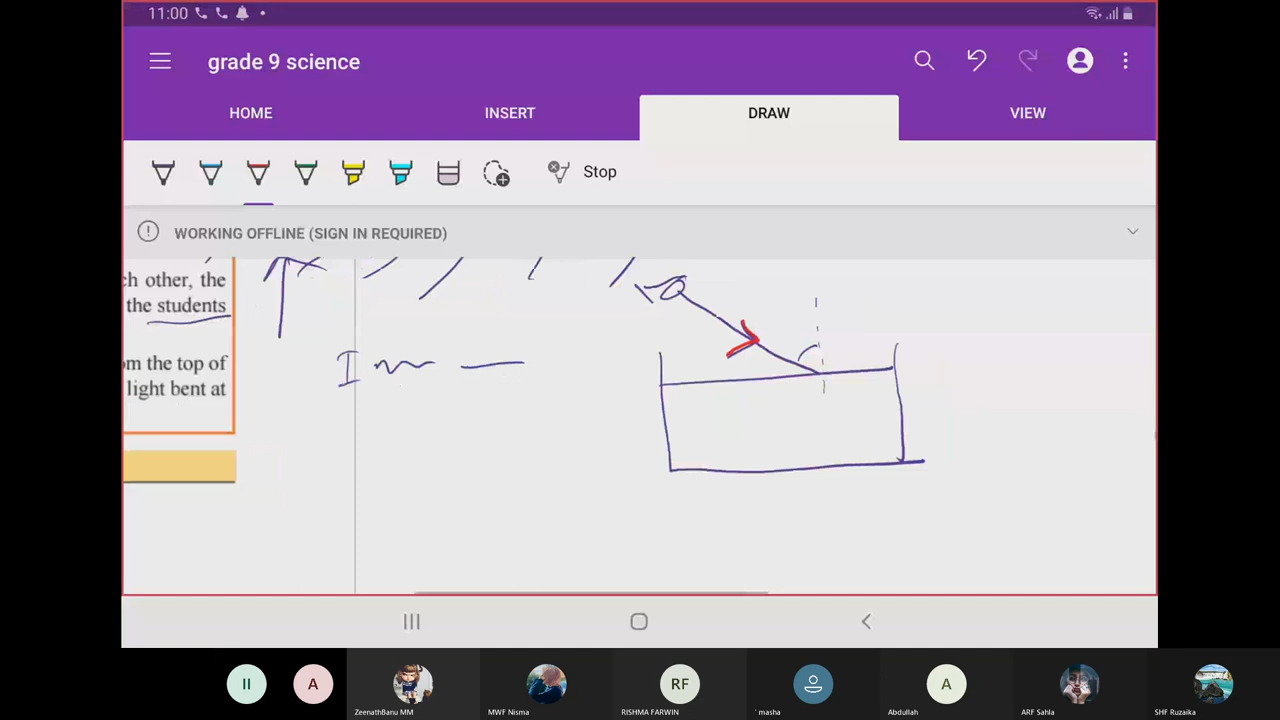 11:00
grade 9 science
HOME INSERT DRAW VIEW
Stop
WORKING OFFLINE (SIGN IN REQUIRED)
ch other, the
the students
om the top of
light bent at
II A RF A
ZeenathBanu MM MWF Nisma RISHMA FARWIN masha Abdullah ARF Sahla SHF Ruzaika